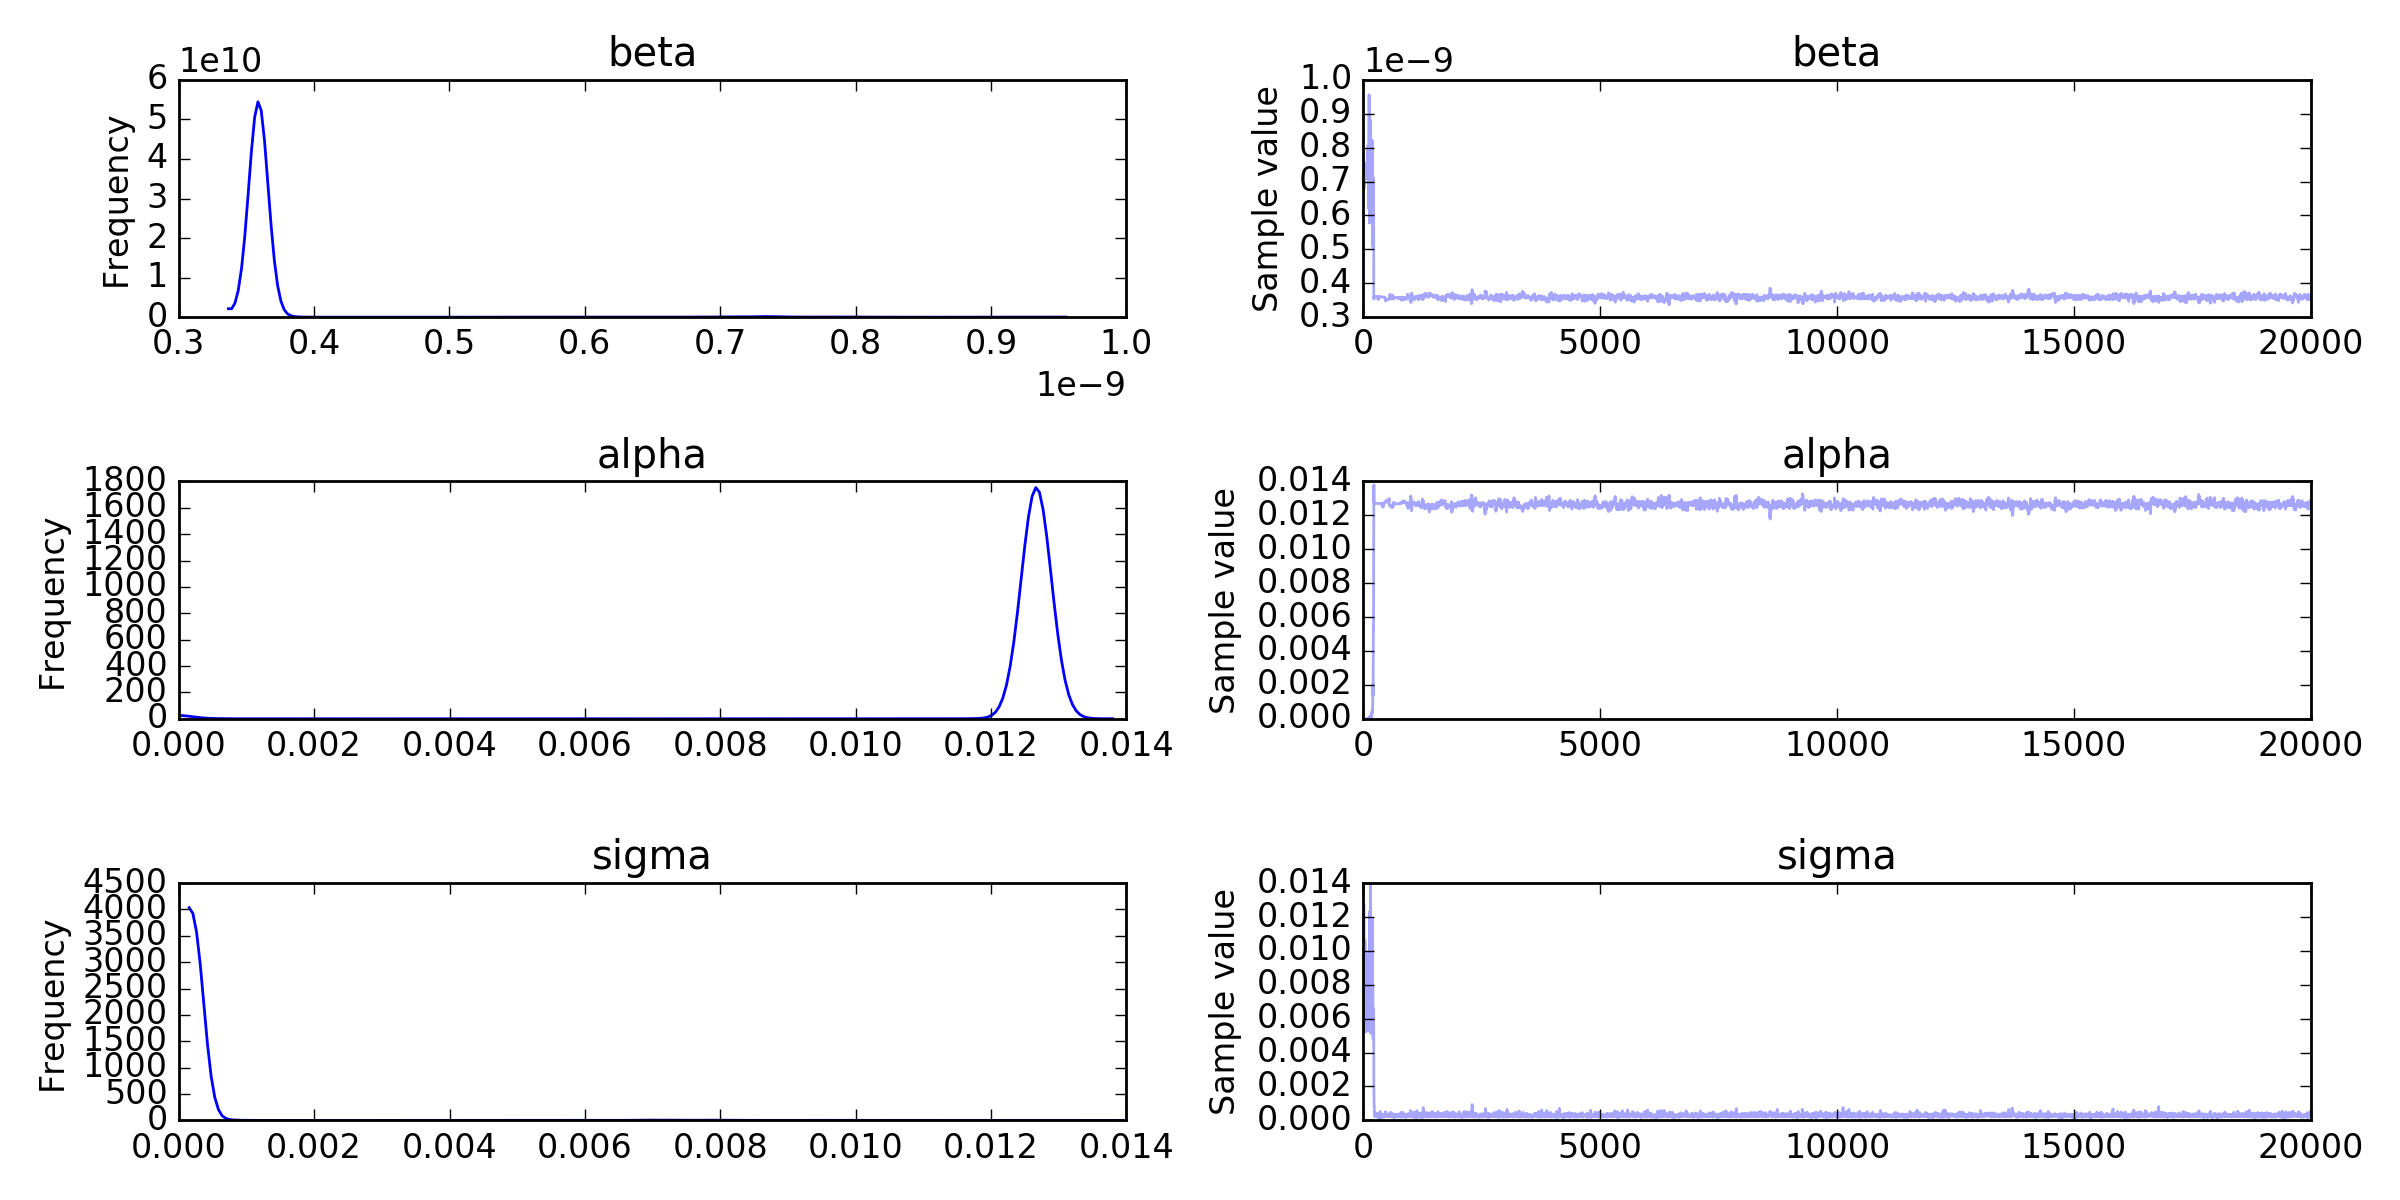 beta
1e10
6
5
4
3
2
1
0
Frequency
0.3 0.4 0.5 0.6 0.7 0.8 0.9 1.0
1e−9
beta
1e−9
1.0
0.9
0.8
0.7
0.6
0.5
0.4
0.3
Sample value
0 5000 10000 15000 20000
alpha
1800
1600
1400
1200
1000
800
600
400
200
0
Frequency
0.000 0.002 0.004 0.006 0.008 0.010 0.012 0.014
alpha
0.014
0.012
0.010
0.008
0.006
0.004
0.002
0.000
Sample value
0 5000 10000 15000 20000
sigma
4500
4000
3500
3000
2500
2000
1500
1000
500
0
Frequency
0.000 0.002 0.004 0.006 0.008 0.010 0.012 0.014
sigma
0.014
0.012
0.010
0.008
0.006
0.004
0.002
0.000
Sample value
0 5000 10000 15000 20000